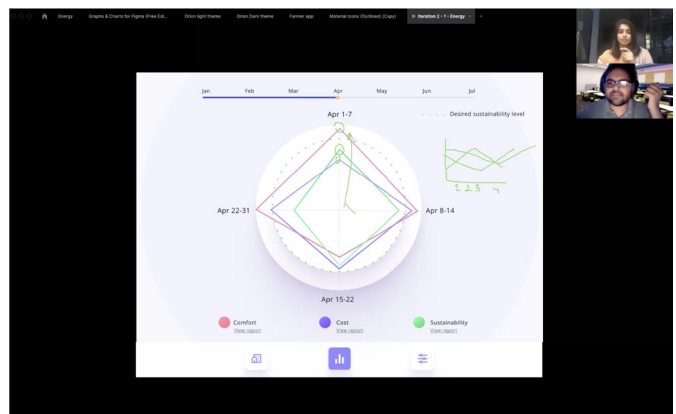 Energy Graphs & Charts for Figma (Free Edi... Orion light theme Orion Dark theme Farmer app Material Icons (Outlined) (Copy) Iteration 2 - 1 - Energy
Jan Feb Mar Apr May Jun Jul
Apr 1-7
Desired sustainability level
1 2 3 4
Apr 22-31
Apr 8-14
Apr 15-22
Comfort
View report
Cost
View report
Sustainability
View report